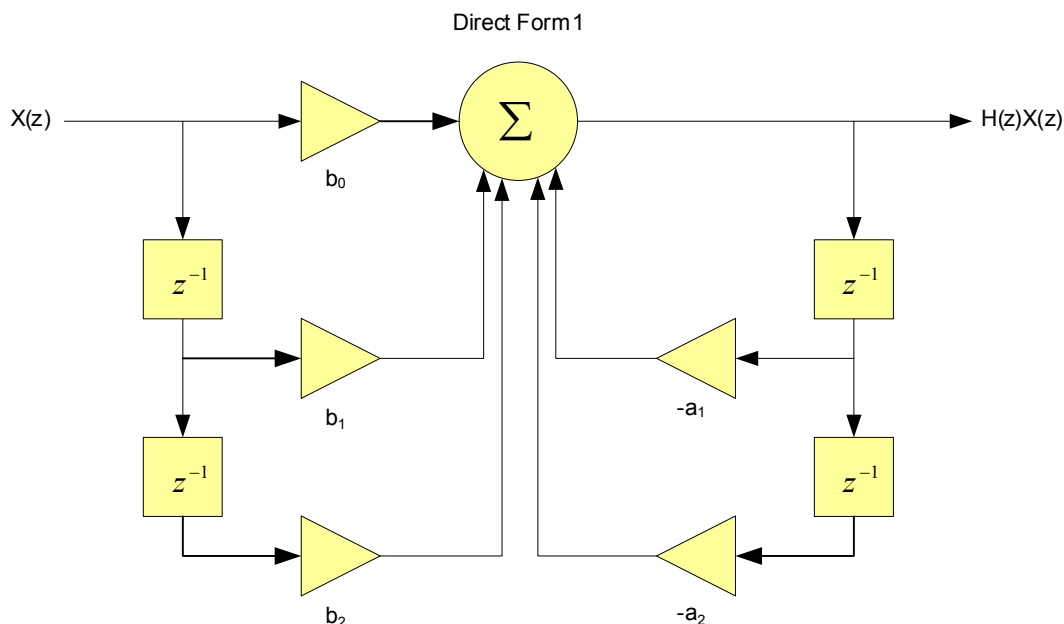 Direct Form 1
X(z)
Σ
H(z)X(z)
b₀
z⁻¹
z⁻¹
b₁
-a₁
z⁻¹
z⁻¹
b₂
-a₂